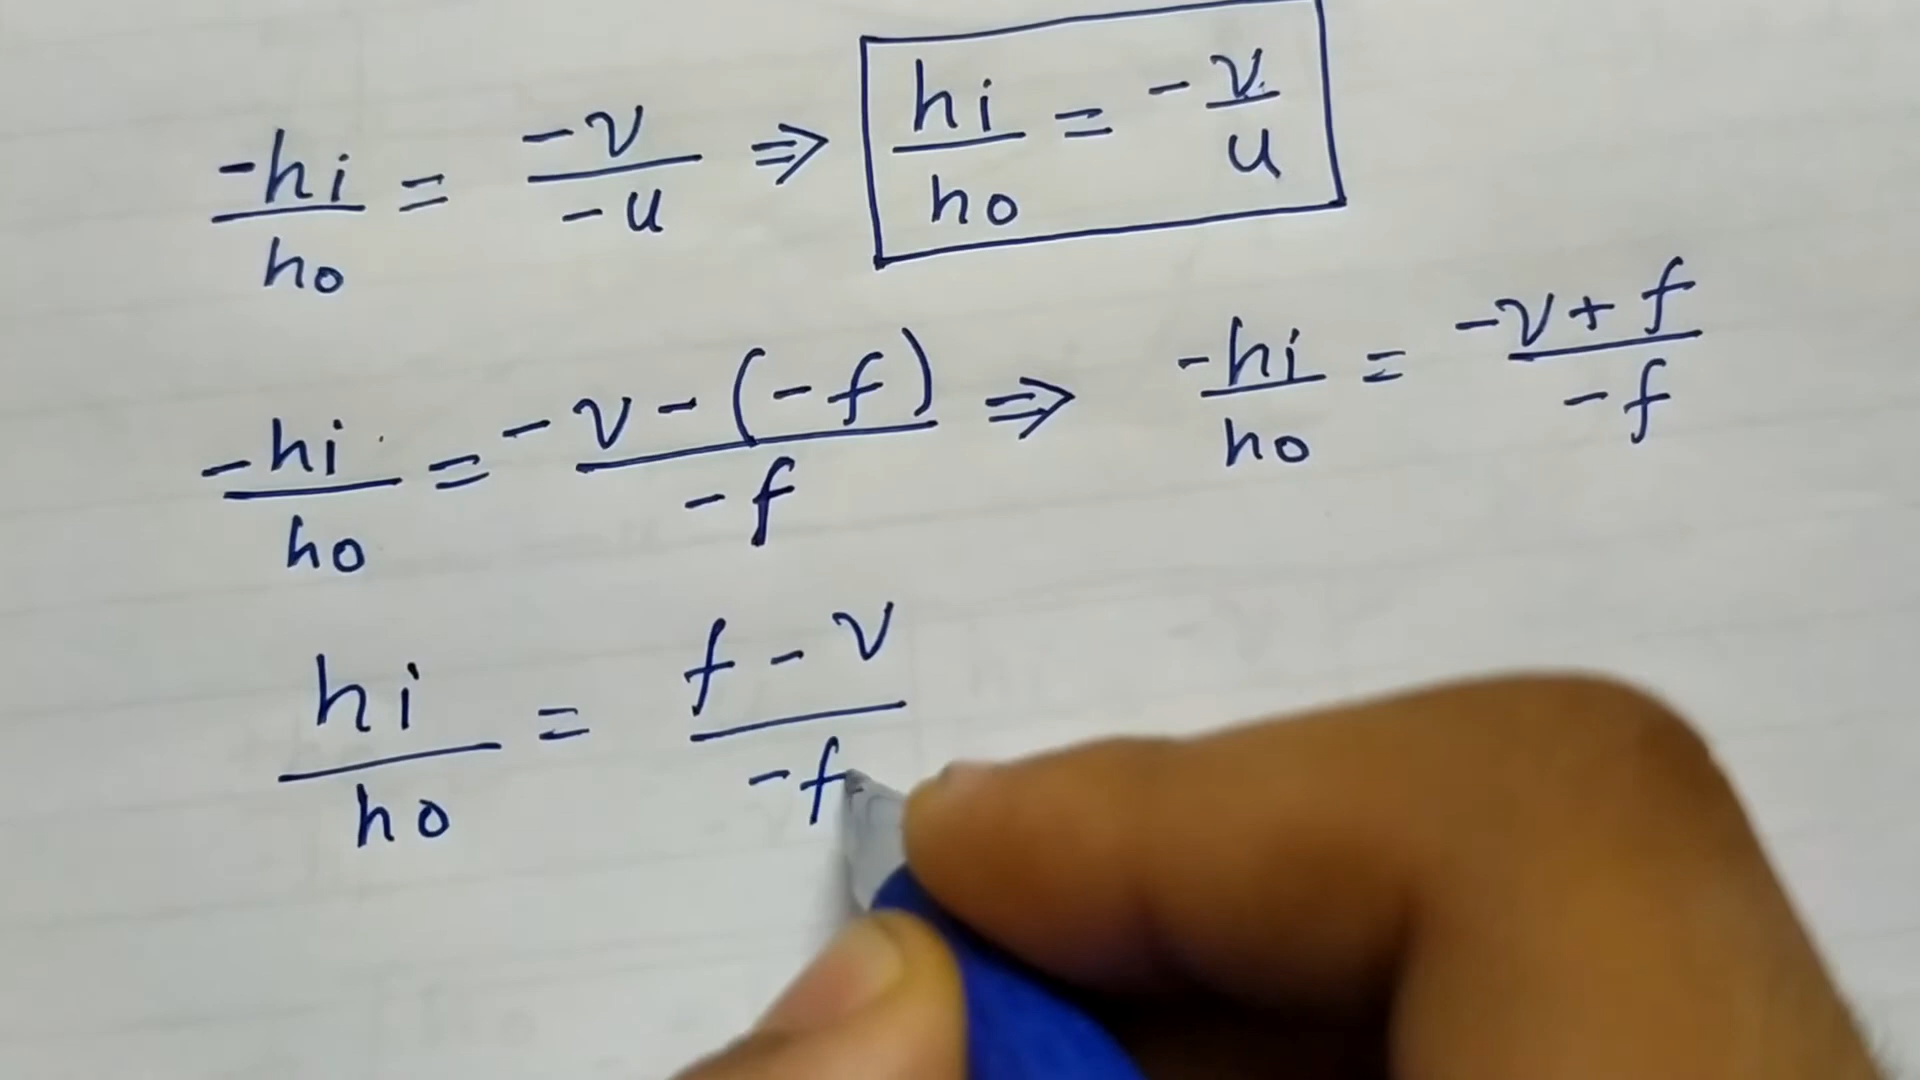 -hi/ho = -v/-u ⇒ hi/ho = -v/u
-hi/ho = -v-(-f)/-f ⇒ -hi/ho = -v+f/-f
hi/ho = f-v/-f